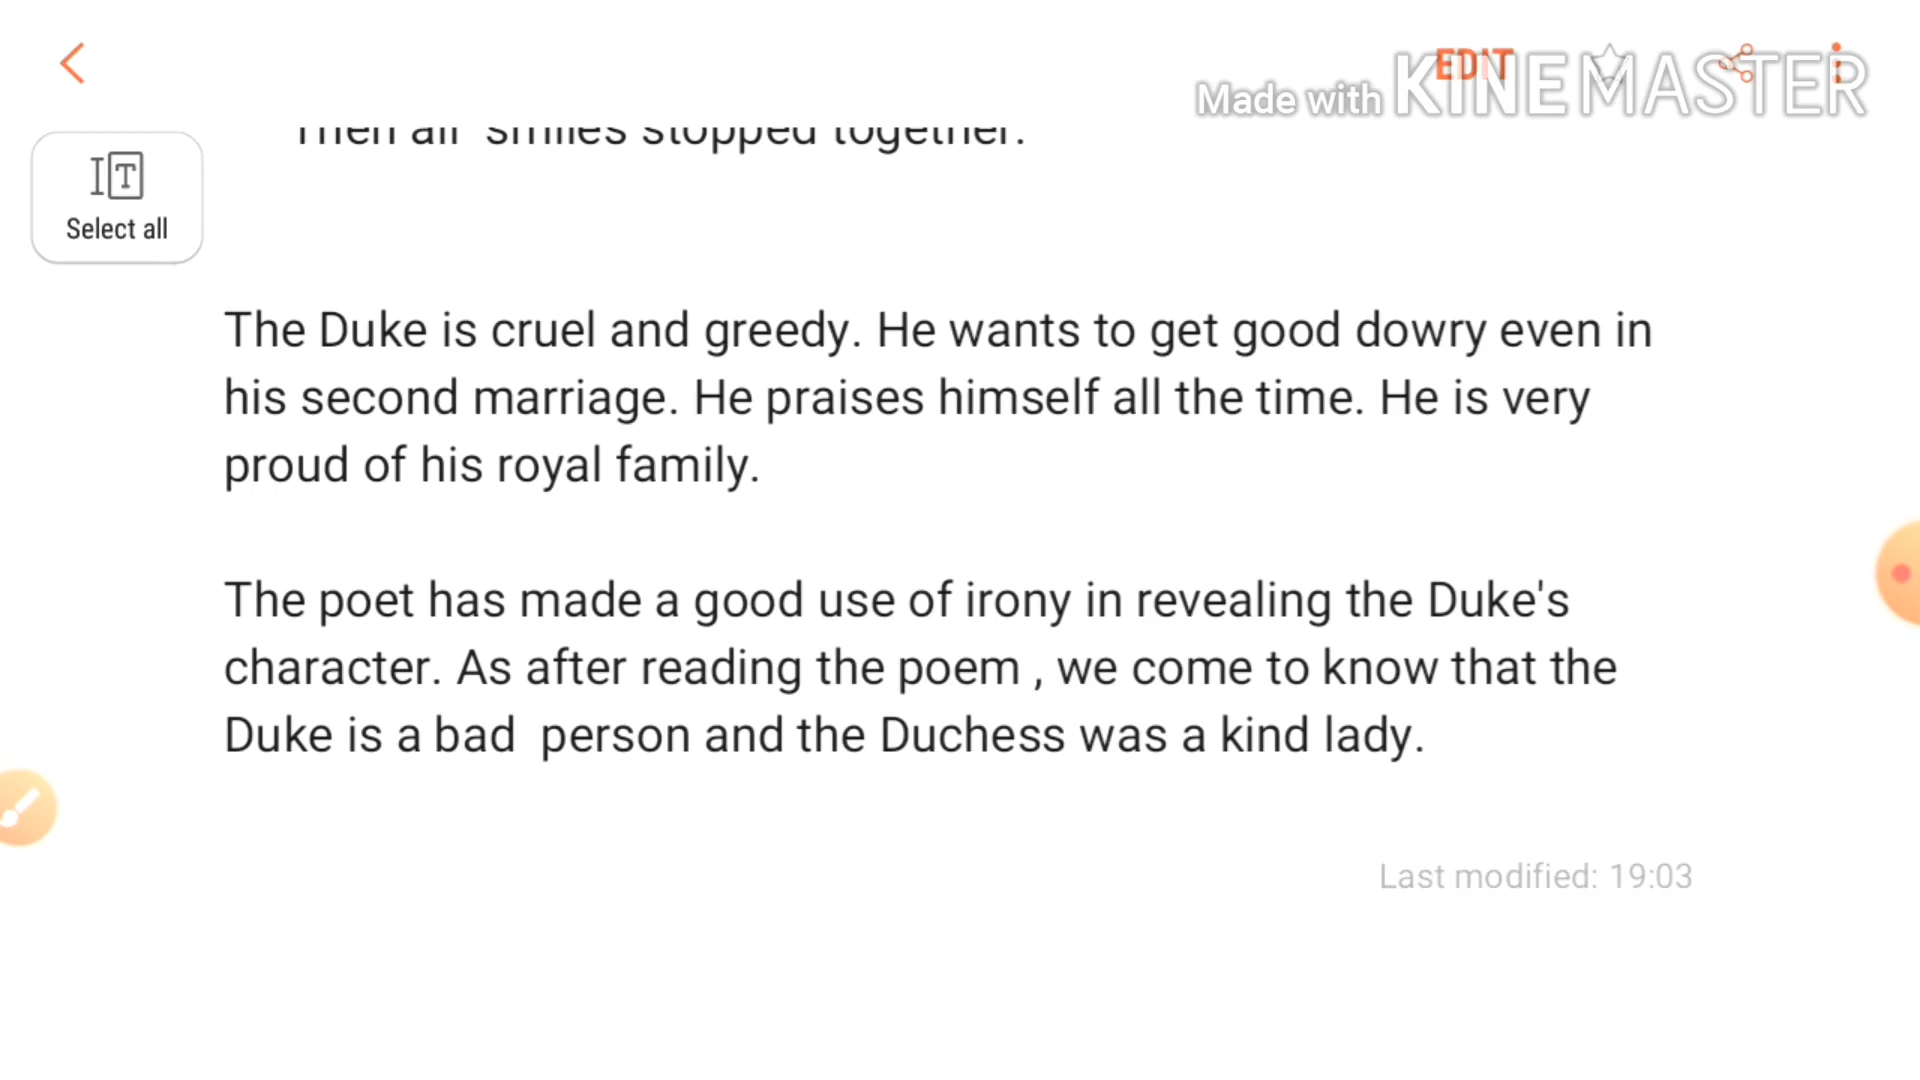 EDIT
Made with KINEMASTER
Then all smiles stopped together.
Select all
The Duke is cruel and greedy. He wants to get good dowry even in
his second marriage. He praises himself all the time. He is very
proud of his royal family.
The poet has made a good use of irony in revealing the Duke's
character. As after reading the poem , we come to know that the
Duke is a bad  person and the Duchess was a kind lady.
Last modified: 19:03